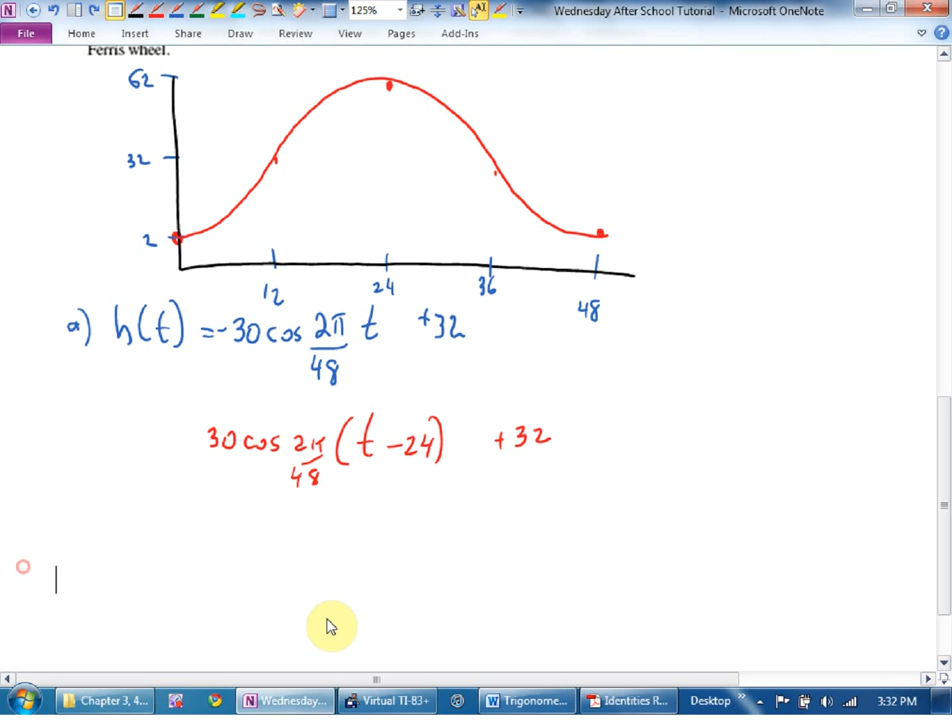 125%
Wednesday After School Tutorial - Microsoft OneNote
File Home Insert Share Draw Review View Pages Add-Ins
Ferris wheel.
62
32
2
12 24 36 48
a) h(t) = -30 cos 2π/48 t +32
30 cos 2π/48 (t - 24) + 32
Chapter 3, 4... Wednesday... Virtual TI-83+ Trigonome... Identities R... Desktop » 3:32 PM